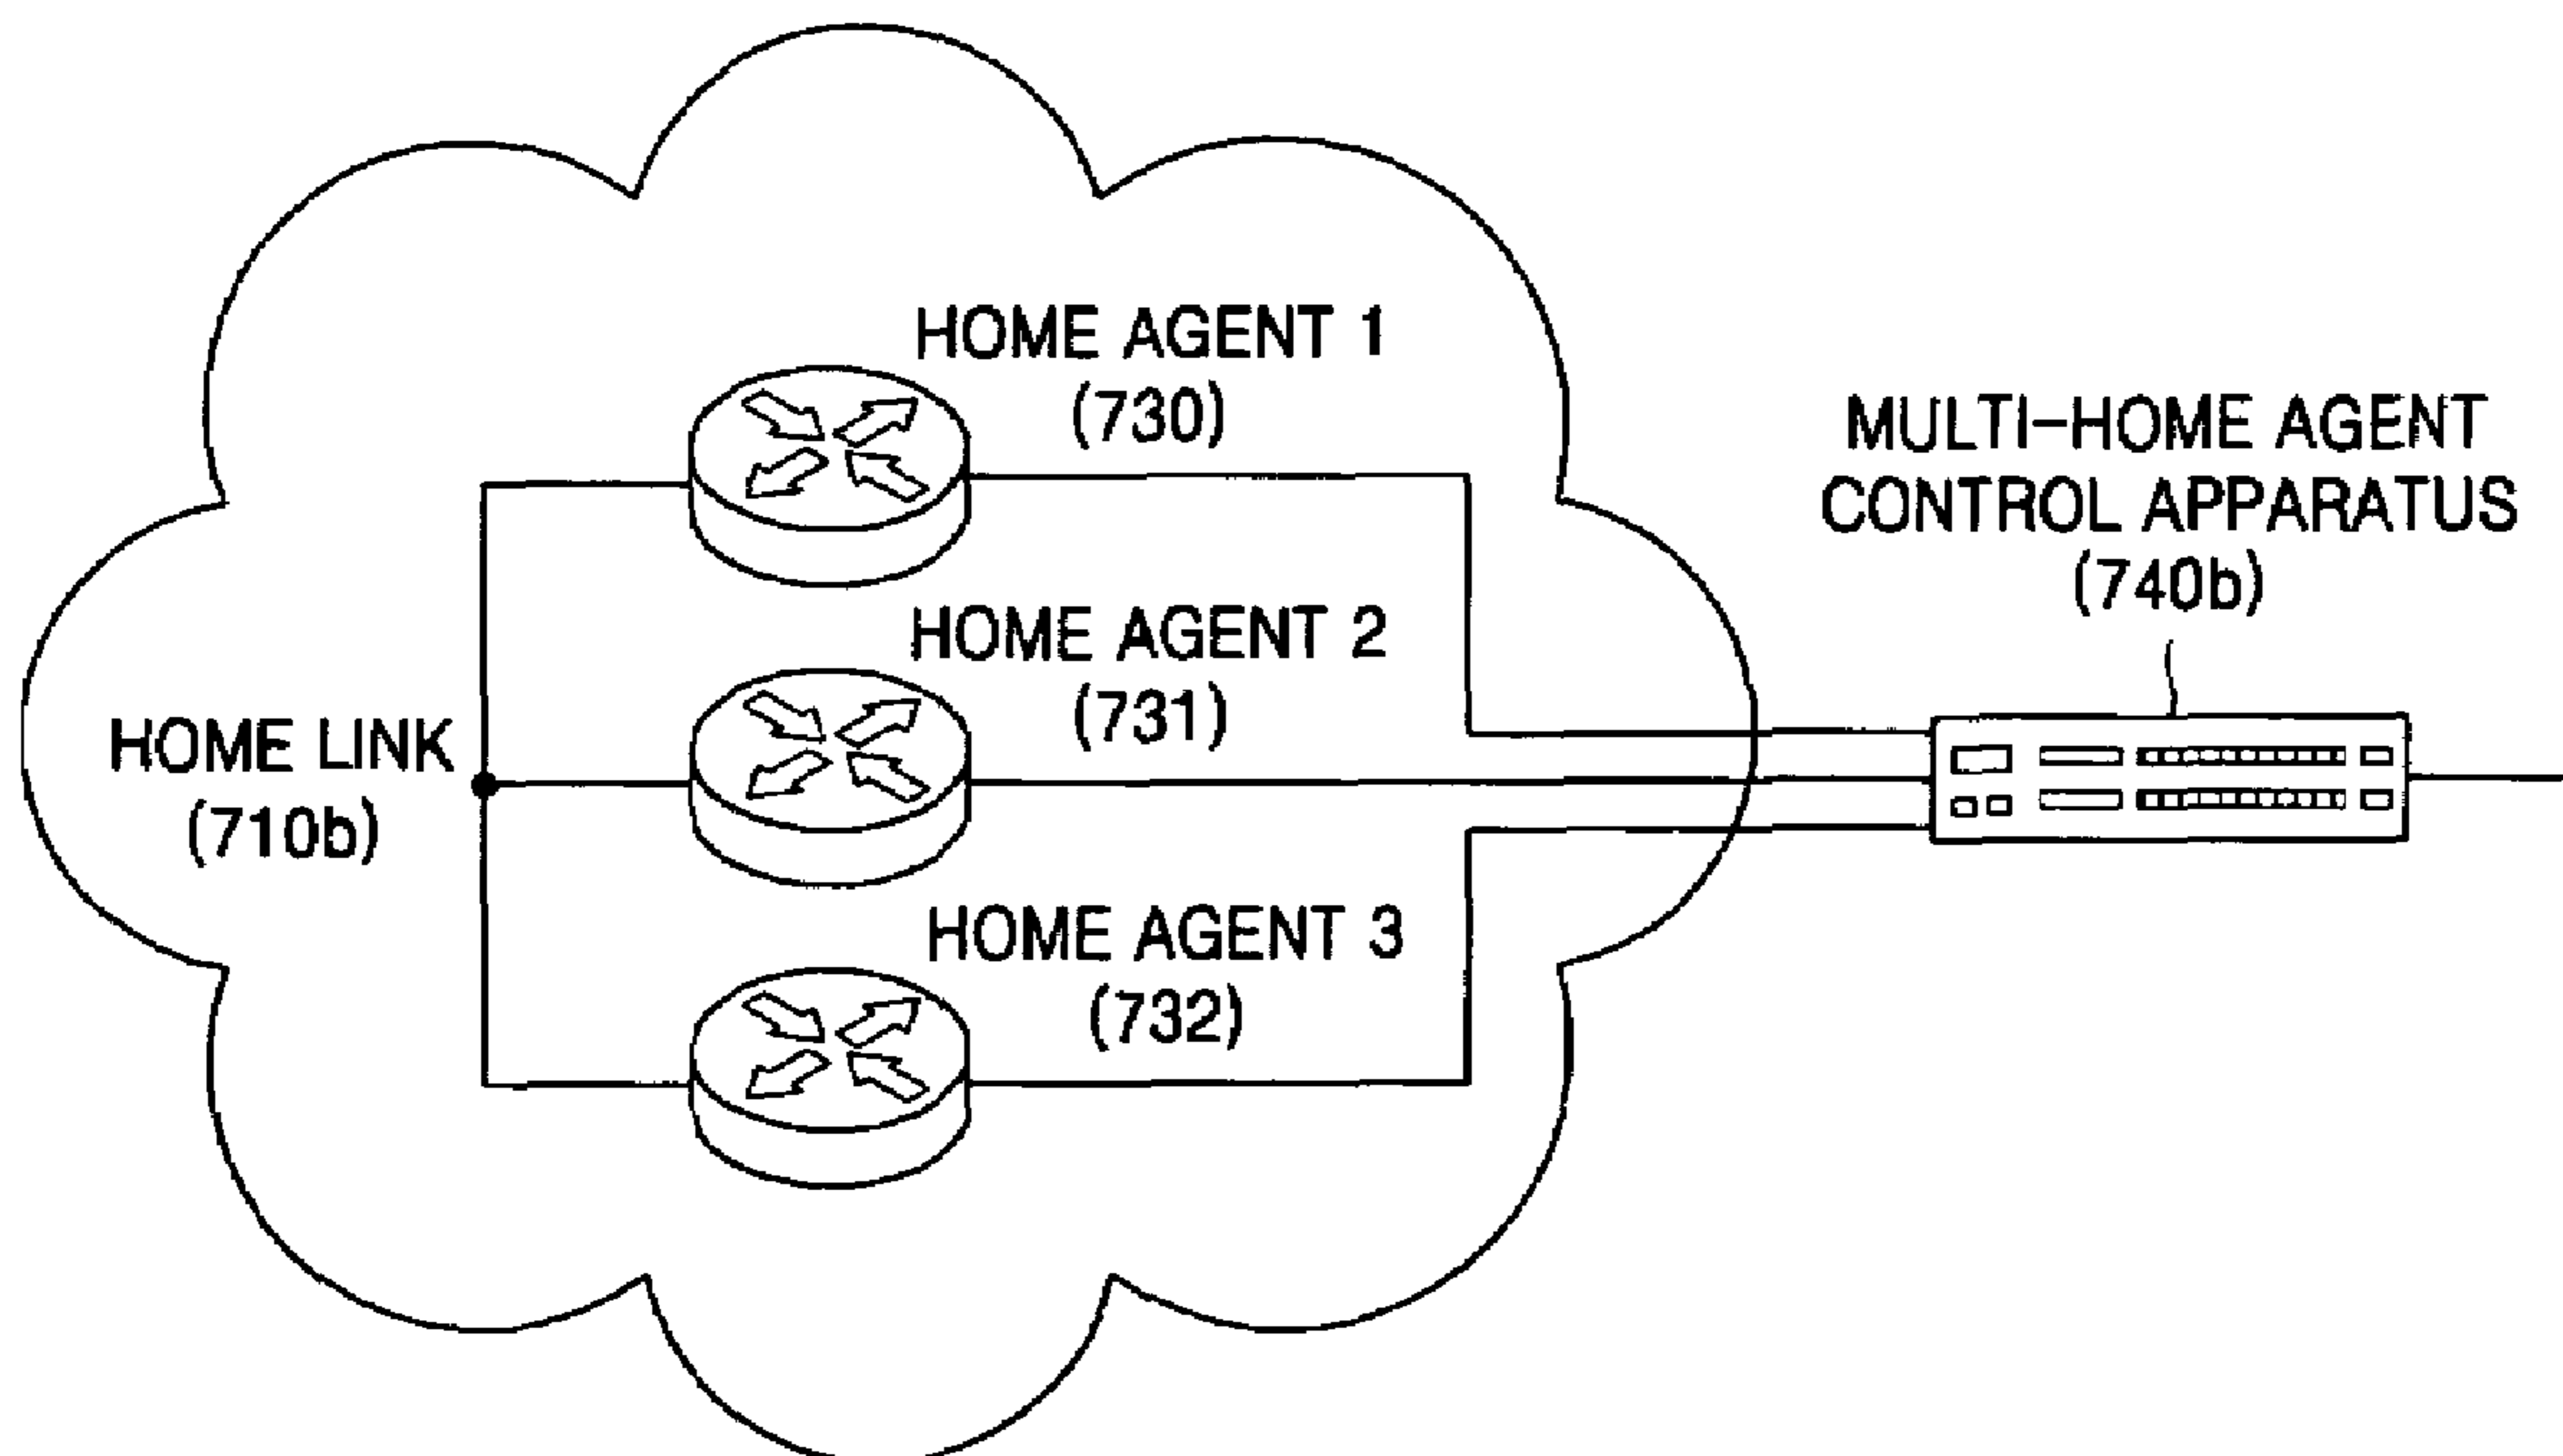 HOME AGENT 1
(730)
MULTI-HOME AGENT
CONTROL APPARATUS
(740b)
HOME AGENT 2
(731)
HOME LINK
(710b)
HOME AGENT 3
(732)